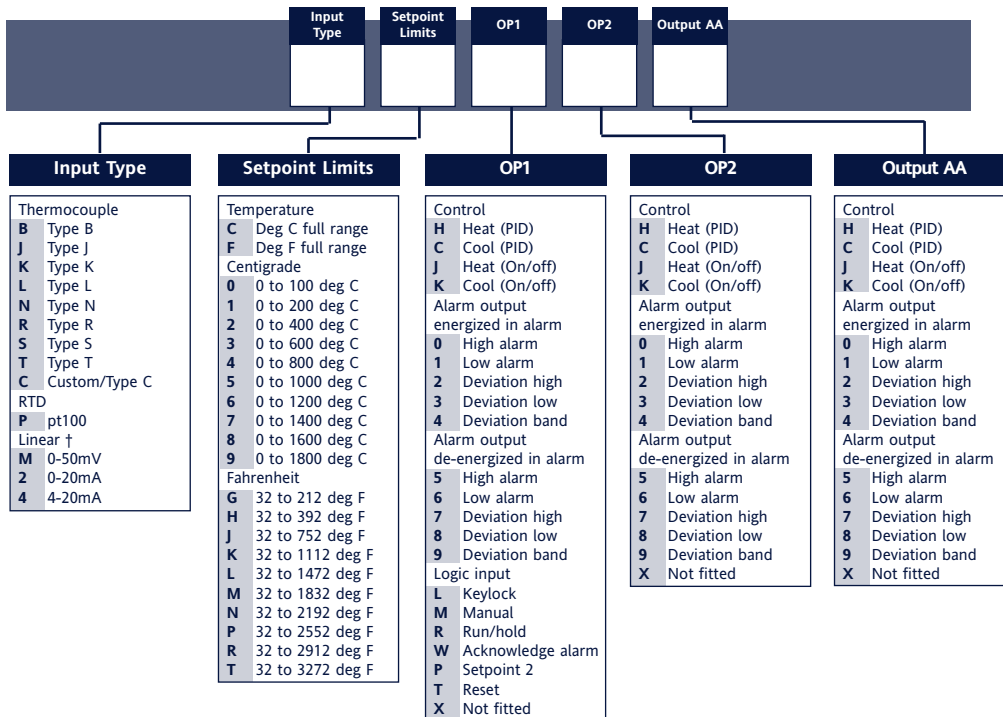 Input
Type
Setpoint
Limits
OP1
OP2
Output AA
Input Type
Thermocouple
B Type B
J Type J
K Type K
L Type L
N Type N
R Type R
S Type S
T Type T
C Custom/Type C
RTD
P pt100
Linear †
M 0-50mV
2 0-20mA
4 4-20mA
Setpoint Limits
Temperature
C Deg C full range
F Deg F full range
Centigrade
0 0 to 100 deg C
1 0 to 200 deg C
2 0 to 400 deg C
3 0 to 600 deg C
4 0 to 800 deg C
5 0 to 1000 deg C
6 0 to 1200 deg C
7 0 to 1400 deg C
8 0 to 1600 deg C
9 0 to 1800 deg C
Fahrenheit
G 32 to 212 deg F
H 32 to 392 deg F
J 32 to 752 deg F
K 32 to 1112 deg F
L 32 to 1472 deg F
M 32 to 1832 deg F
N 32 to 2192 deg F
P 32 to 2552 deg F
R 32 to 2912 deg F
T 32 to 3272 deg F
OP1
Control
H Heat (PID)
C Cool (PID)
J Heat (On/off)
K Cool (On/off)
Alarm output
energized in alarm
0 High alarm
1 Low alarm
2 Deviation high
3 Deviation low
4 Deviation band
Alarm output
de-energized in alarm
5 High alarm
6 Low alarm
7 Deviation high
8 Deviation low
9 Deviation band
Logic input
L Keylock
M Manual
R Run/hold
W Acknowledge alarm
P Setpoint 2
T Reset
X Not fitted
OP2
Control
H Heat (PID)
C Cool (PID)
J Heat (On/off)
K Cool (On/off)
Alarm output
energized in alarm
0 High alarm
1 Low alarm
2 Deviation high
3 Deviation low
4 Deviation band
Alarm output
de-energized in alarm
5 High alarm
6 Low alarm
7 Deviation high
8 Deviation low
9 Deviation band
X Not fitted
Output AA
Control
H Heat (PID)
C Cool (PID)
J Heat (On/off)
K Cool (On/off)
Alarm output
energized in alarm
0 High alarm
1 Low alarm
2 Deviation high
3 Deviation low
4 Deviation band
Alarm output
de-energized in alarm
5 High alarm
6 Low alarm
7 Deviation high
8 Deviation low
9 Deviation band
X Not fitted